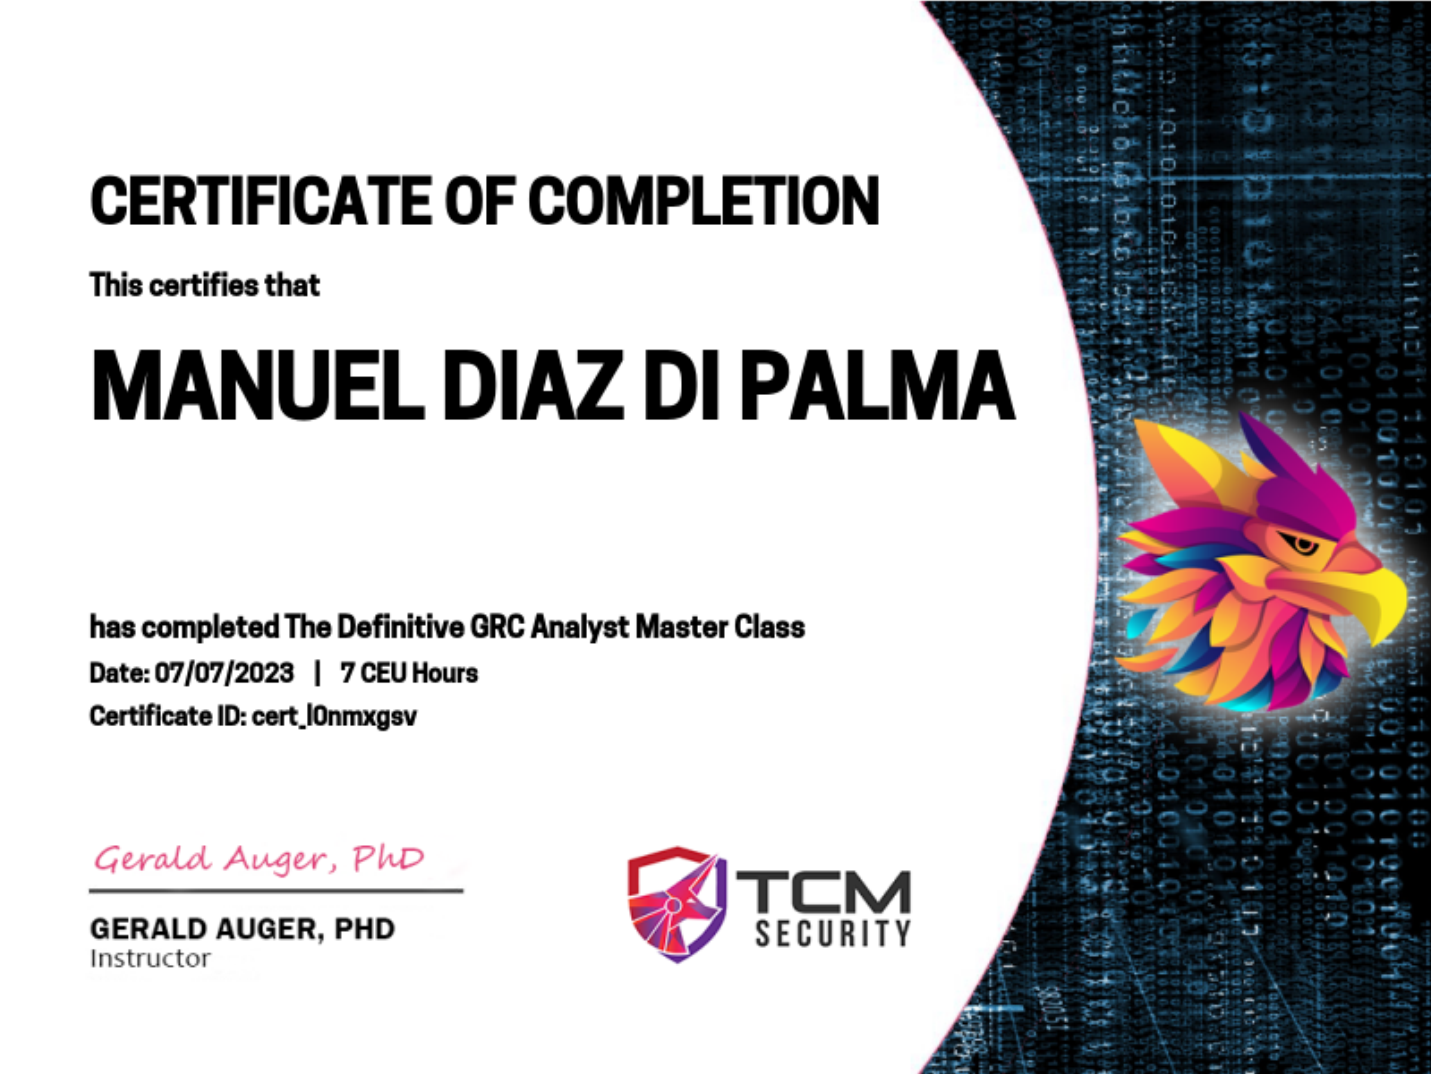 CERTIFICATE OF COMPLETION
This certifies that
MANUEL DIAZ DI PALMA
has completed The Definitive GRC Analyst Master Class
Date: 07/07/2023 | 7 CEU Hours
Certificate ID: cert_l0nmxgsv
Gerald Auger, PhD
GERALD AUGER, PHD
Instructor
TCM
SECURITY